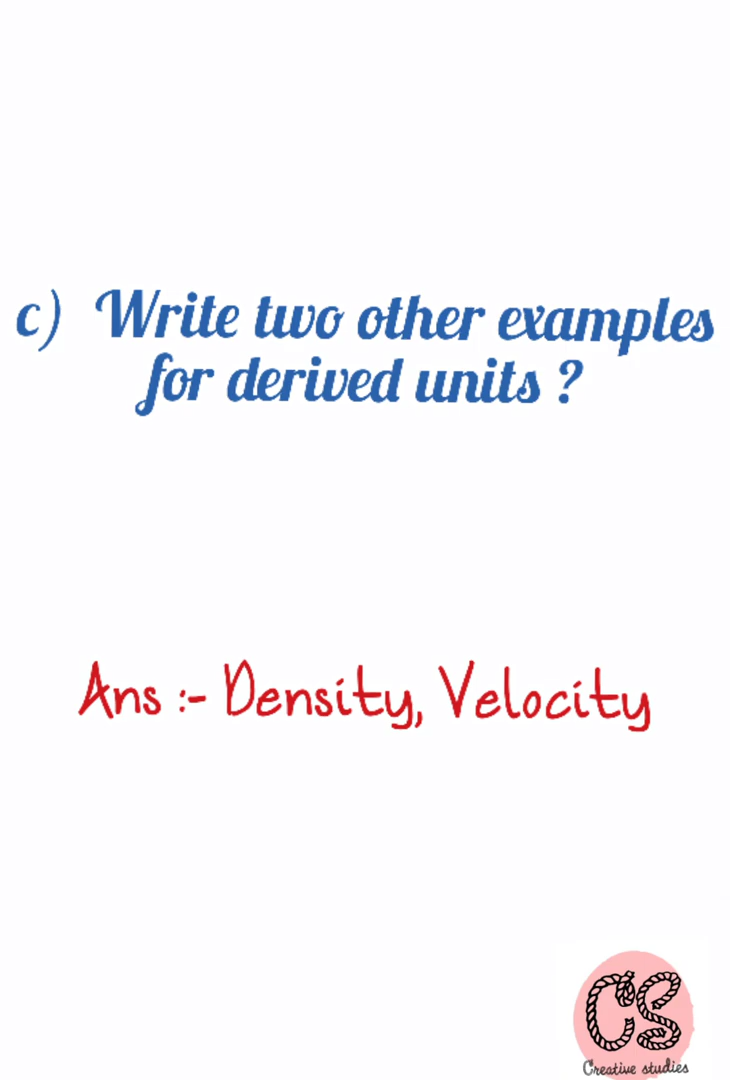 c) Write two other examples
for derived units ?
Ans :- Density, Velocity
CS
Creative studies